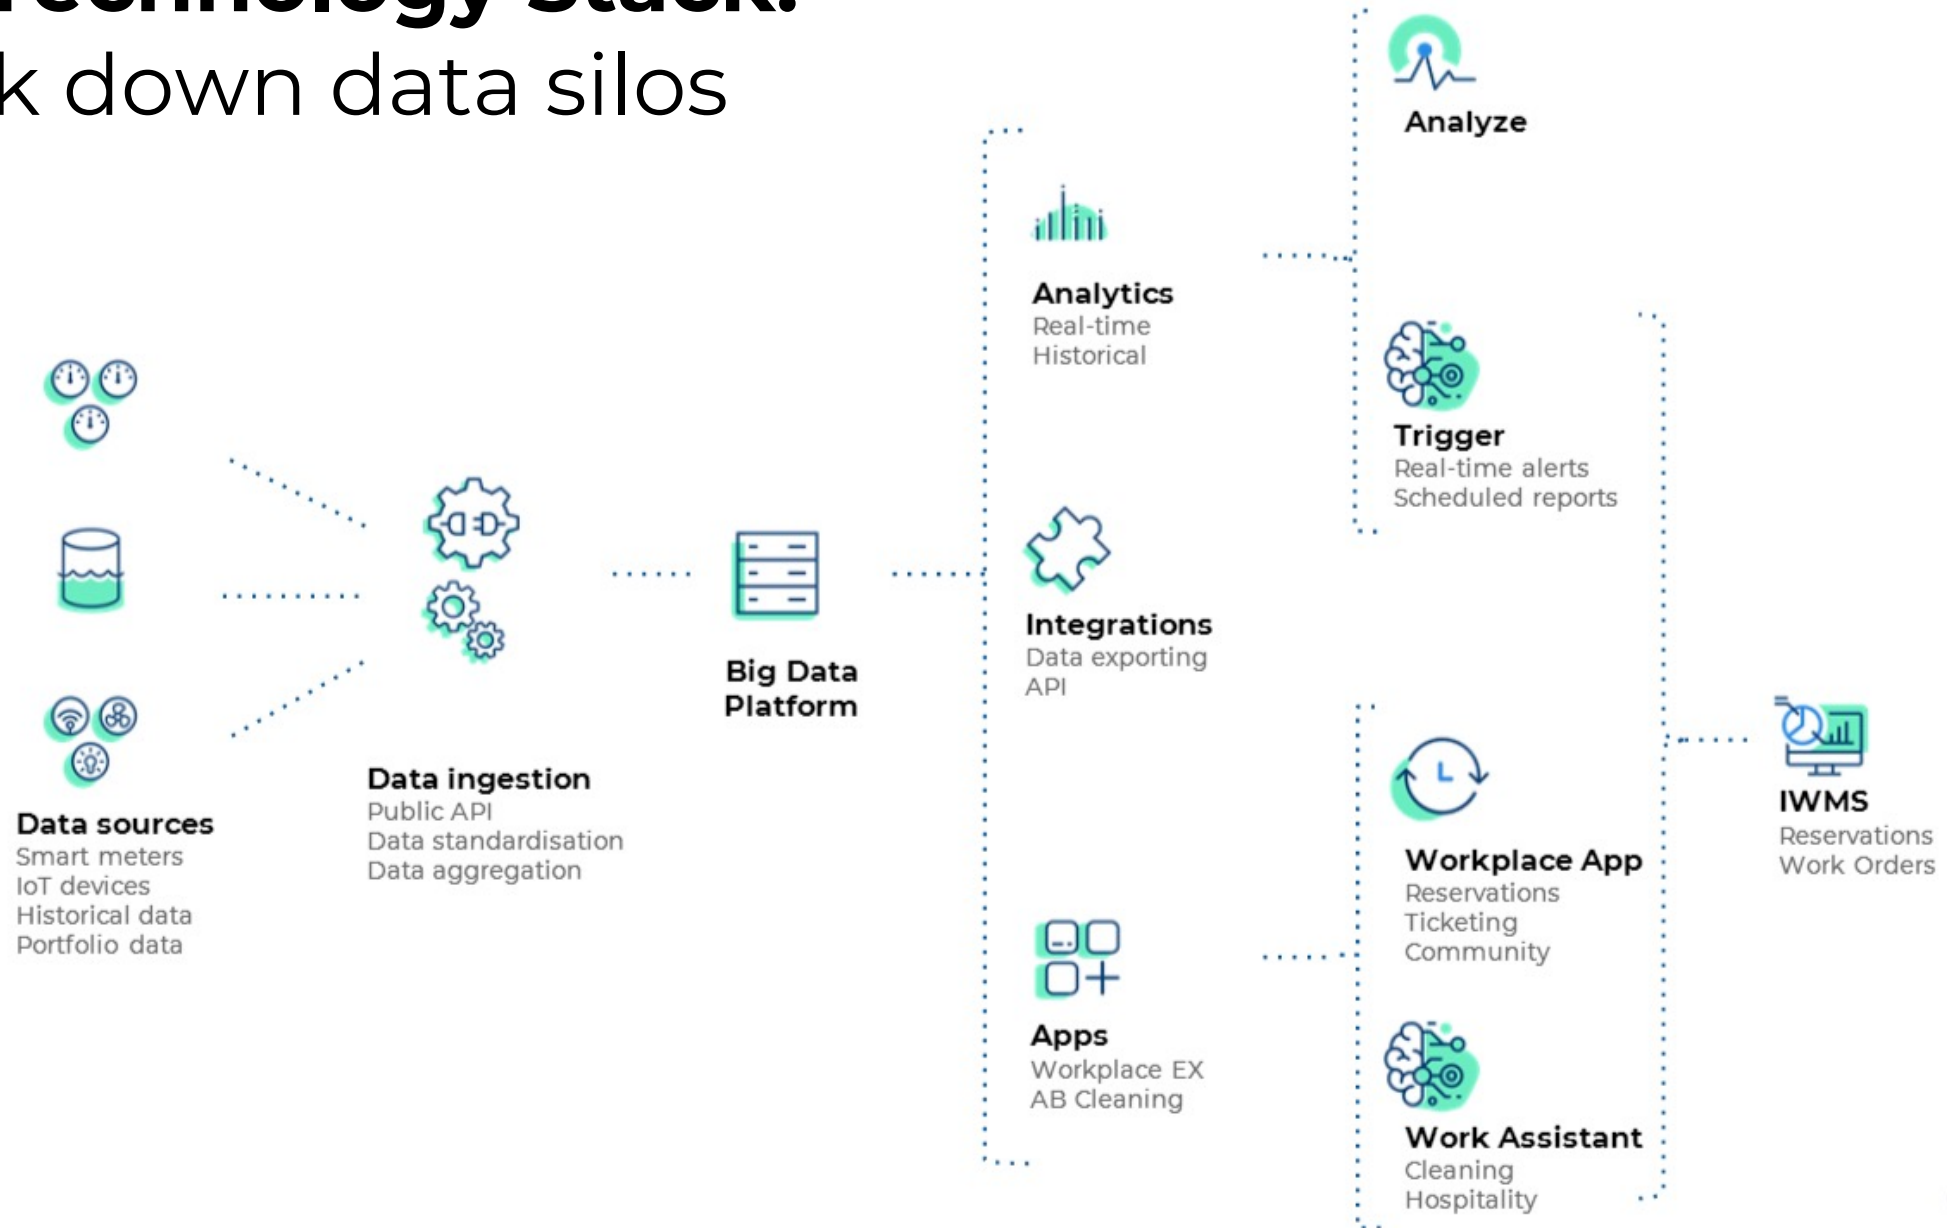 Technology Stack:
k down data silos
Analyze
Analytics
Real-time
Historical
Trigger
Real-time alerts
Scheduled reports
Integrations
Data exporting
API
Big Data
Platform
Data ingestion
Public API
Data standardisation
Data aggregation
Data sources
Smart meters
IoT devices
Historical data
Portfolio data
Workplace App
Reservations
Ticketing
Community
IWMS
Reservations
Work Orders
Apps
Workplace EX
AB Cleaning
Work Assistant
Cleaning
Hospitality